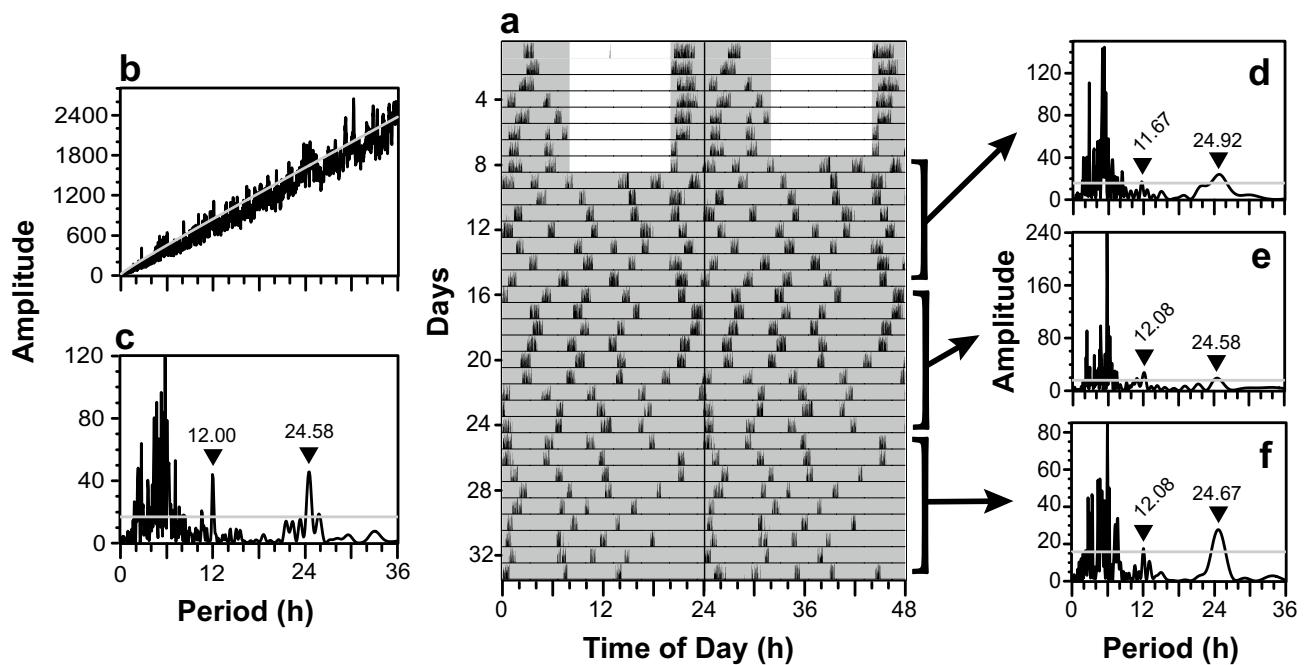 a
b
Amplitude
2400
1800
1200
600
0
c
120
80
40
0
12.00
24.58
0 12 24 36
Period (h)
Days
4
8
12
16
20
24
28
32
0 12 24 36 48
Time of Day (h)
d
120
80
40
0
11.67
24.92
Amplitude
e
240
160
80
0
12.08
24.58
f
80
60
40
20
0
12.08
24.67
0 12 24 36
Period (h)